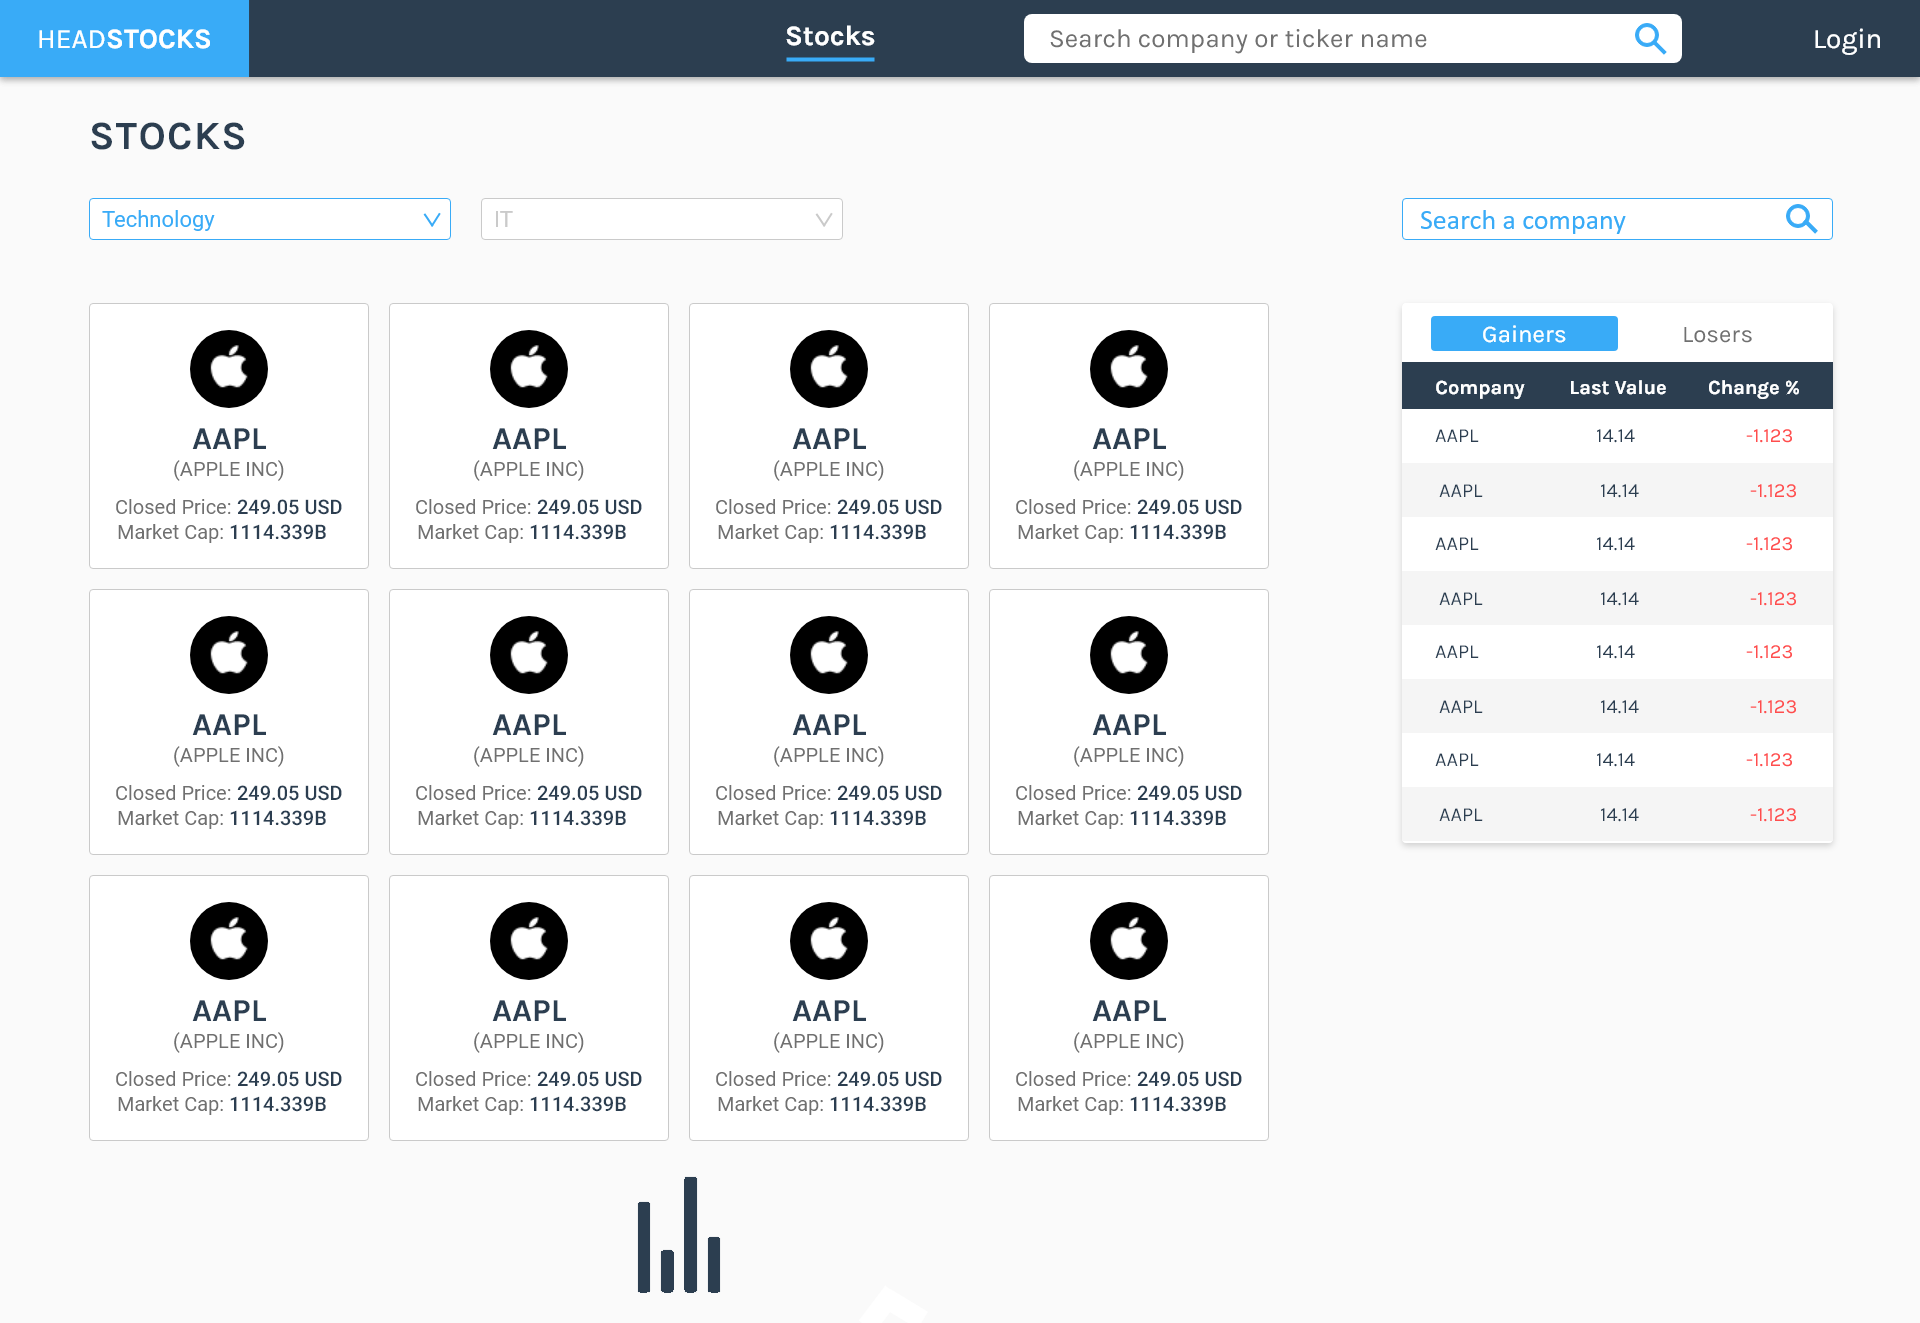 HEADSTOCKS
Stocks
Search company or ticker name
Login
STOCKS
Technology
IT
Search a company
AAPL
(APPLE INC)
Closed Price: 249.05 USD
Market Cap: 1114.339B
AAPL
(APPLE INC)
Closed Price: 249.05 USD
Market Cap: 1114.339B
AAPL
(APPLE INC)
Closed Price: 249.05 USD
Market Cap: 1114.339B
AAPL
(APPLE INC)
Closed Price: 249.05 USD
Market Cap: 1114.339B
AAPL
(APPLE INC)
Closed Price: 249.05 USD
Market Cap: 1114.339B
AAPL
(APPLE INC)
Closed Price: 249.05 USD
Market Cap: 1114.339B
AAPL
(APPLE INC)
Closed Price: 249.05 USD
Market Cap: 1114.339B
AAPL
(APPLE INC)
Closed Price: 249.05 USD
Market Cap: 1114.339B
AAPL
(APPLE INC)
Closed Price: 249.05 USD
Market Cap: 1114.339B
AAPL
(APPLE INC)
Closed Price: 249.05 USD
Market Cap: 1114.339B
AAPL
(APPLE INC)
Closed Price: 249.05 USD
Market Cap: 1114.339B
AAPL
(APPLE INC)
Closed Price: 249.05 USD
Market Cap: 1114.339B
Gainers Losers
Company Last Value Change %
AAPL 14.14 -1.123
AAPL 14.14 -1.123
AAPL 14.14 -1.123
AAPL 14.14 -1.123
AAPL 14.14 -1.123
AAPL 14.14 -1.123
AAPL 14.14 -1.123
AAPL 14.14 -1.123